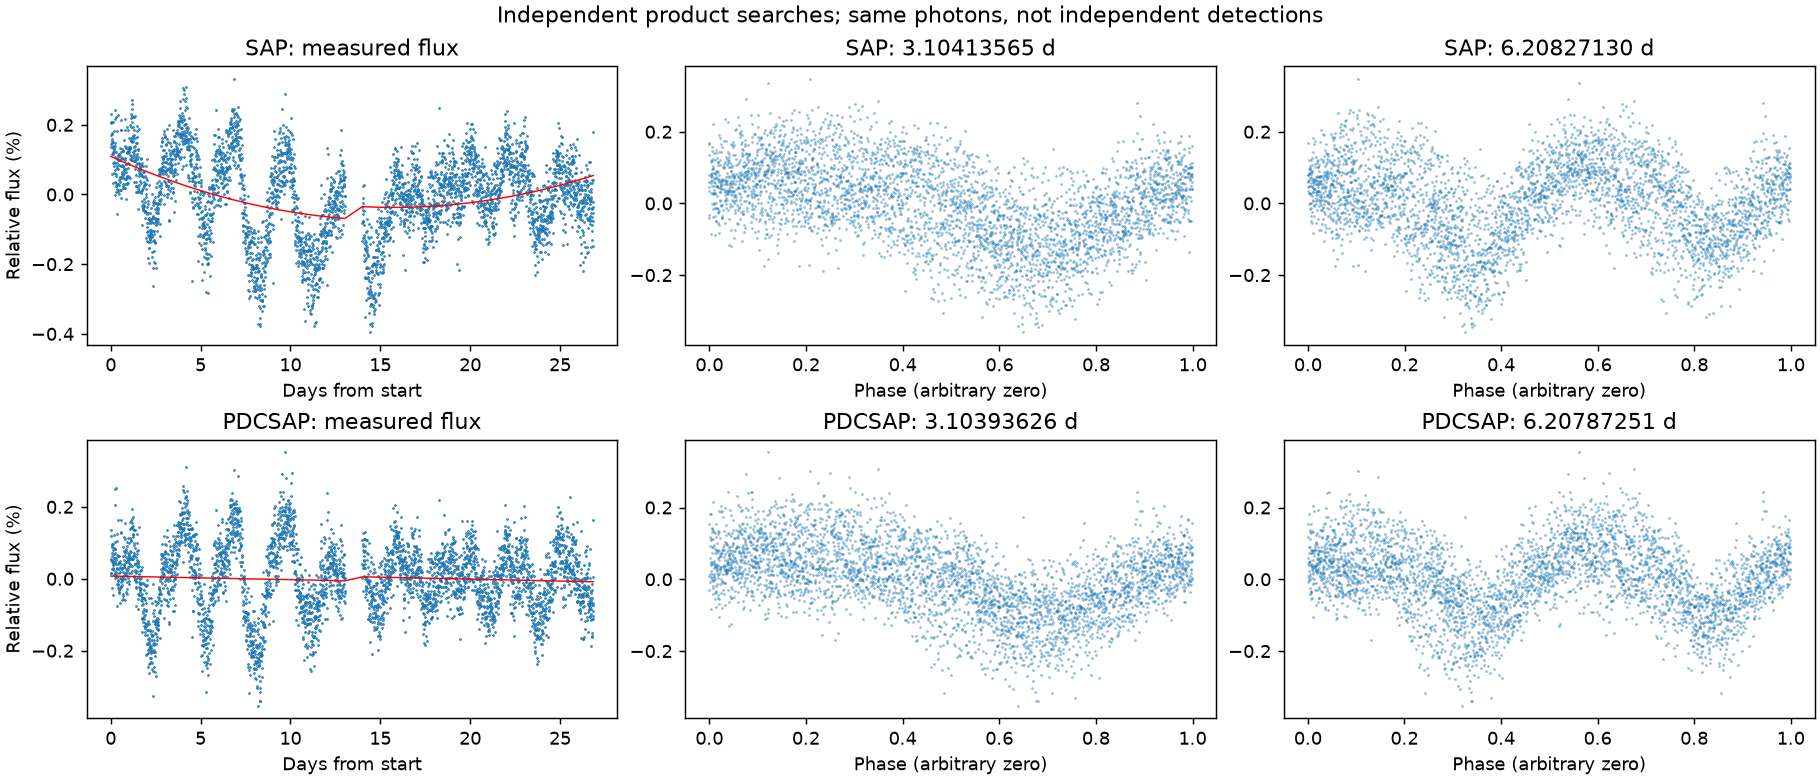 Independent product searches; same photons, not independent detections
SAP: measured flux
SAP: 3.10413565 d
SAP: 6.20827130 d
Relative flux (%)
0.2
0.0
−0.2
−0.4
0 5 10 15 20 25
Days from start
0.2
0.0
−0.2
0.0 0.2 0.4 0.6 0.8 1.0
Phase (arbitrary zero)
0.2
0.0
−0.2
0.0 0.2 0.4 0.6 0.8 1.0
Phase (arbitrary zero)
PDCSAP: measured flux
PDCSAP: 3.10393626 d
PDCSAP: 6.20787251 d
Relative flux (%)
0.2
0.0
−0.2
0 5 10 15 20 25
Days from start
0.2
0.0
−0.2
0.0 0.2 0.4 0.6 0.8 1.0
Phase (arbitrary zero)
0.2
0.0
−0.2
0.0 0.2 0.4 0.6 0.8 1.0
Phase (arbitrary zero)